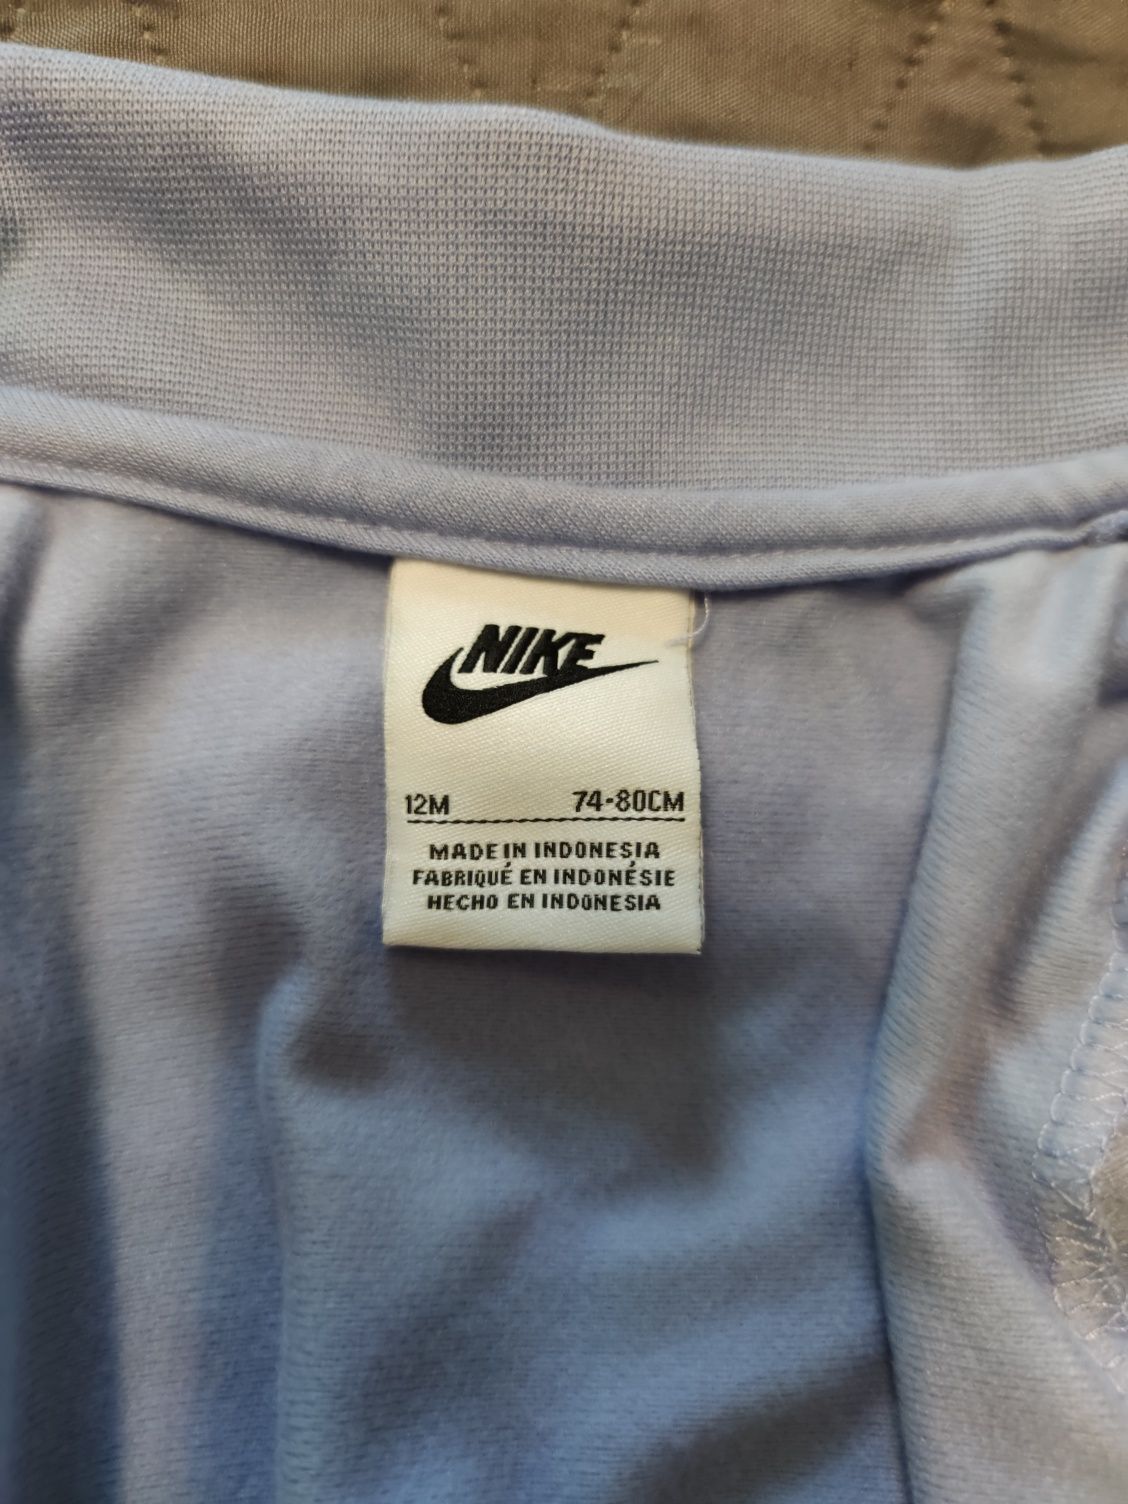 NIKE
12M 74-80CM
MADE IN INDONESIA
FABRIQUÉ EN INDONÉSIE
HECHO EN INDONESIA